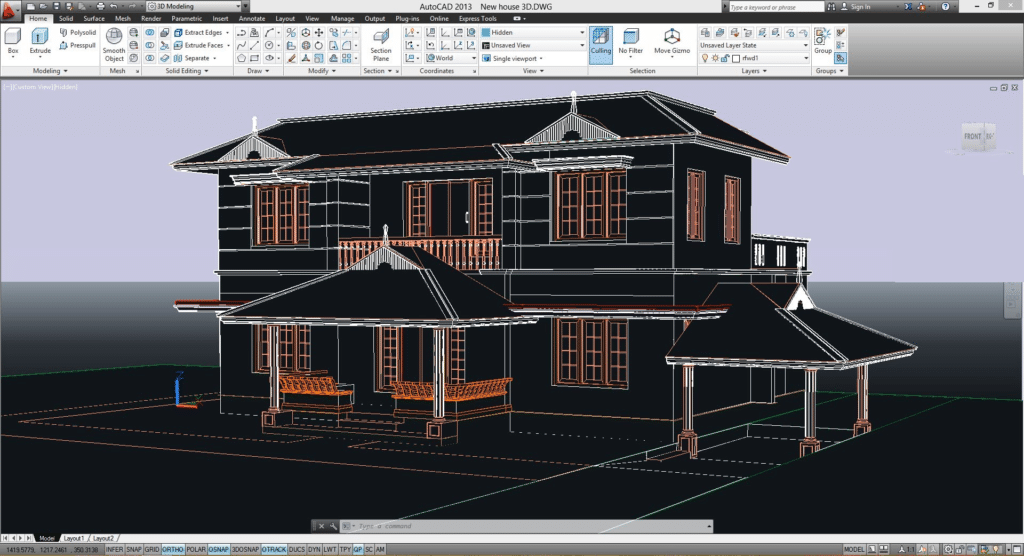 3D Modeling
AutoCAD 2013 New house 3D.DWG
Type a keyword or phrase
Sign In
Home Solid Surface Mesh Render Parametric Insert Annotate Layout View Manage Output Plug-ins Online Express Tools
Box
Extrude
Polysolid
Presspull
Smooth Object
Extract Edges
Extrude Faces
Separate
Section Plane
World
Hidden
Unsaved View
Single viewport
Culling
No Filter
Move Gizmo
Unsaved Layer State
rfwd1
Group
Modeling
Mesh
Solid Editing
Draw
Modify
Section
Coordinates
View
Selection
Layers
Groups
[-][Custom View][Hidden]
FRONT
Z
Type a command
Model Layout1 Layout2
1419.5779, 1217.2461, 350.3138
INFER SNAP GRID ORTHO POLAR OSNAP 3DOSNAP OTRACK DUCS DYN LWT TPY QP SC AM
MODEL
1:1